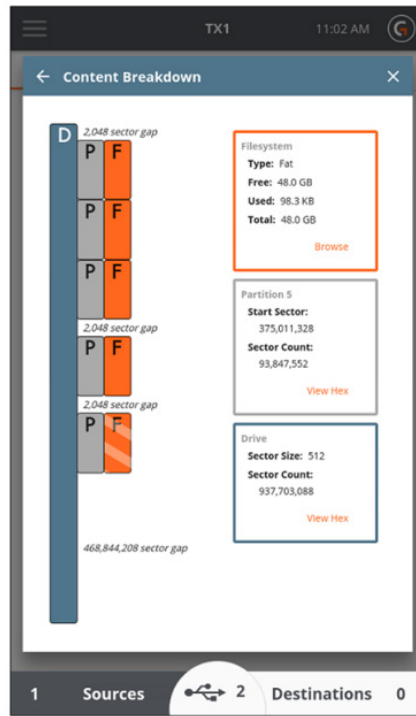 TX1
11:02 AM
Content Breakdown
D
2,048 sector gap
P F
P F
P F
2,048 sector gap
P F
2,048 sector gap
P F
468,844,208 sector gap
Filesystem
Type: Fat
Free: 48.0 GB
Used: 98.3 KB
Total: 48.0 GB
Browse
Partition 5
Start Sector:
375,011,328
Sector Count:
93,847,552
View Hex
Drive
Sector Size: 512
Sector Count:
937,703,088
View Hex
1 Sources 2 Destinations 0